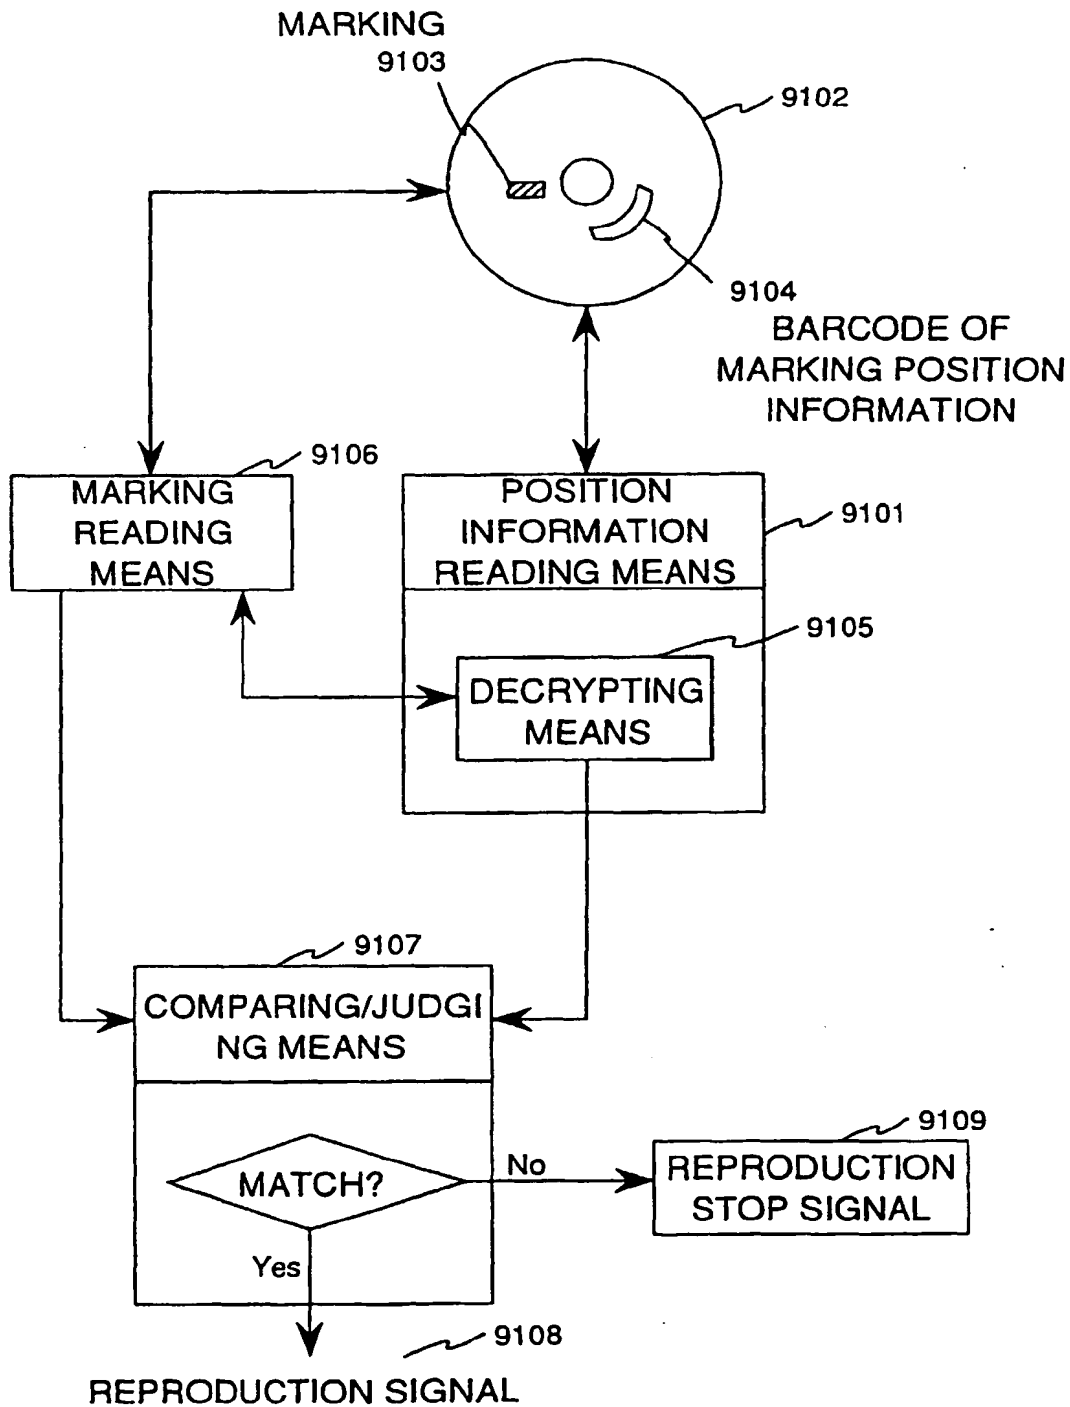 MARKING
9103
9102
9104
BARCODE OF
MARKING POSITION
INFORMATION
9106
MARKING
READING
MEANS
POSITION
INFORMATION
READING MEANS
9101
9105
DECRYPTING
MEANS
9107
COMPARING/JUDGI
NG MEANS
MATCH?
No
Yes
9109
REPRODUCTION
STOP SIGNAL
9108
REPRODUCTION SIGNAL